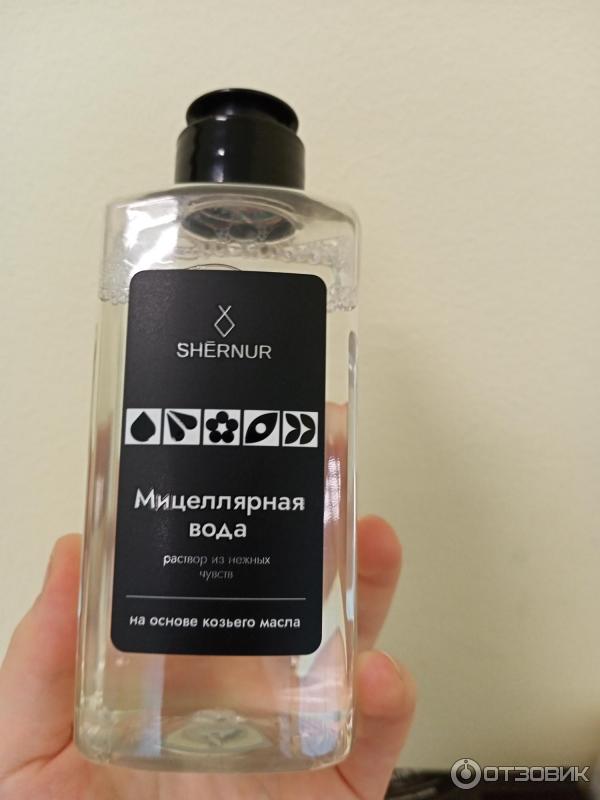 SHĒRNUR
Мицеллярная
вода
раствор из нежных
чувств
на основе козьего масла
ОТЗОВИК